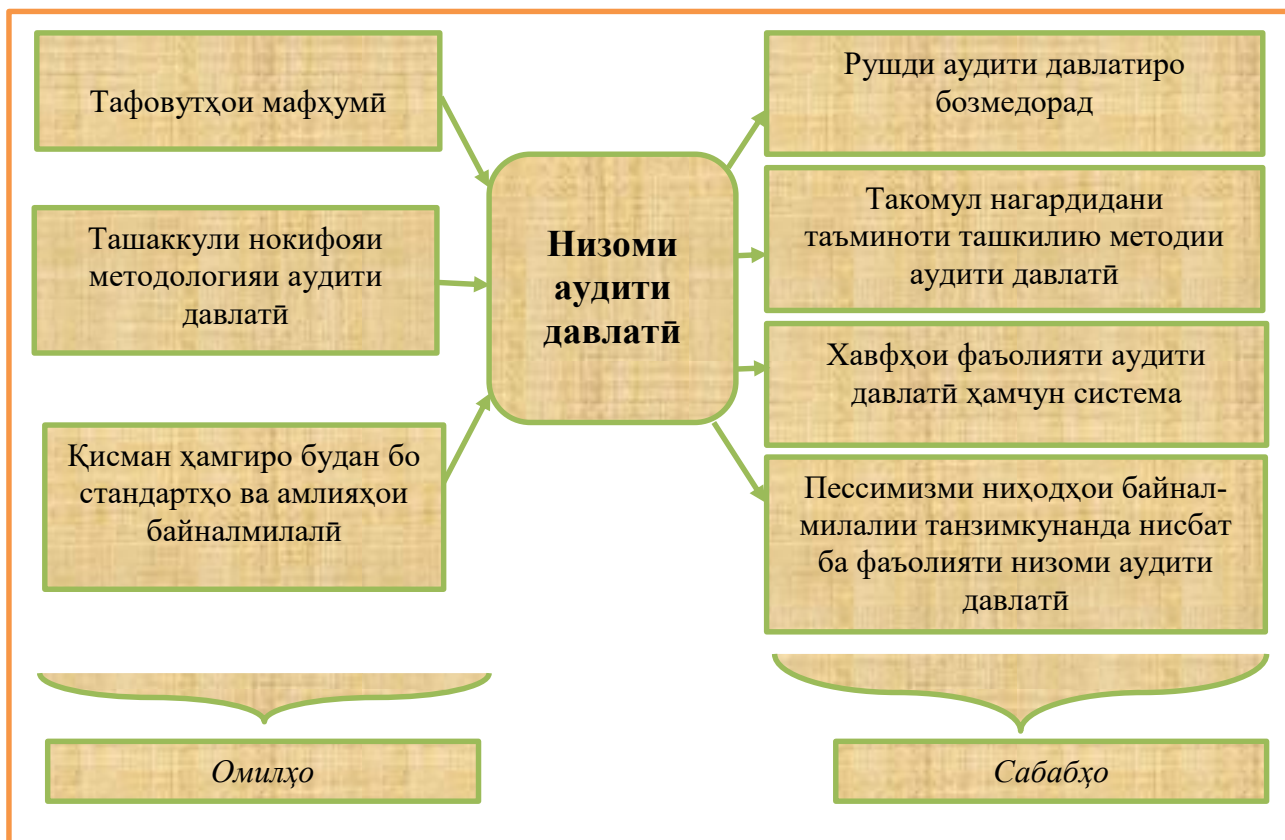 Тафовутҳои мафҳумӣ
Ташаккули нокифояи
методологияи аудити
давлатӣ
Қисман ҳамгиро будан бо
стандартҳо ва амлияҳои
байналмилалӣ
Омилҳо
Низоми
аудити
давлатӣ
Рушди аудити давлатиро
бозмедорад
Такомул нагардидани
таъминоти ташкилию методии
аудити давлатӣ
Хавфҳои фаъолияти аудити
давлатӣ ҳамчун система
Пессимизми ниҳодҳои байнал-
милалии танзимкунанда нисбат
ба фаъолияти низоми аудити
давлатӣ
Сабабҳо